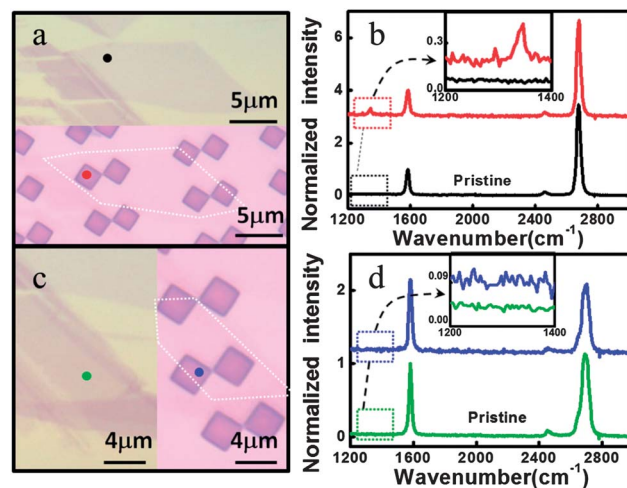 a
5μm
5μm
b
Normalized intensity
6
4
2
0
0.3
0.0
1200
1400
Pristine
1200
1600
2000
2400
2800
Wavenumber(cm-1)
c
4μm
4μm
d
Normalized intensity
2
1
0
0.09
0.00
1200
1400
Pristine
1200
1600
2000
2400
2800
Wavenumber(cm-1)